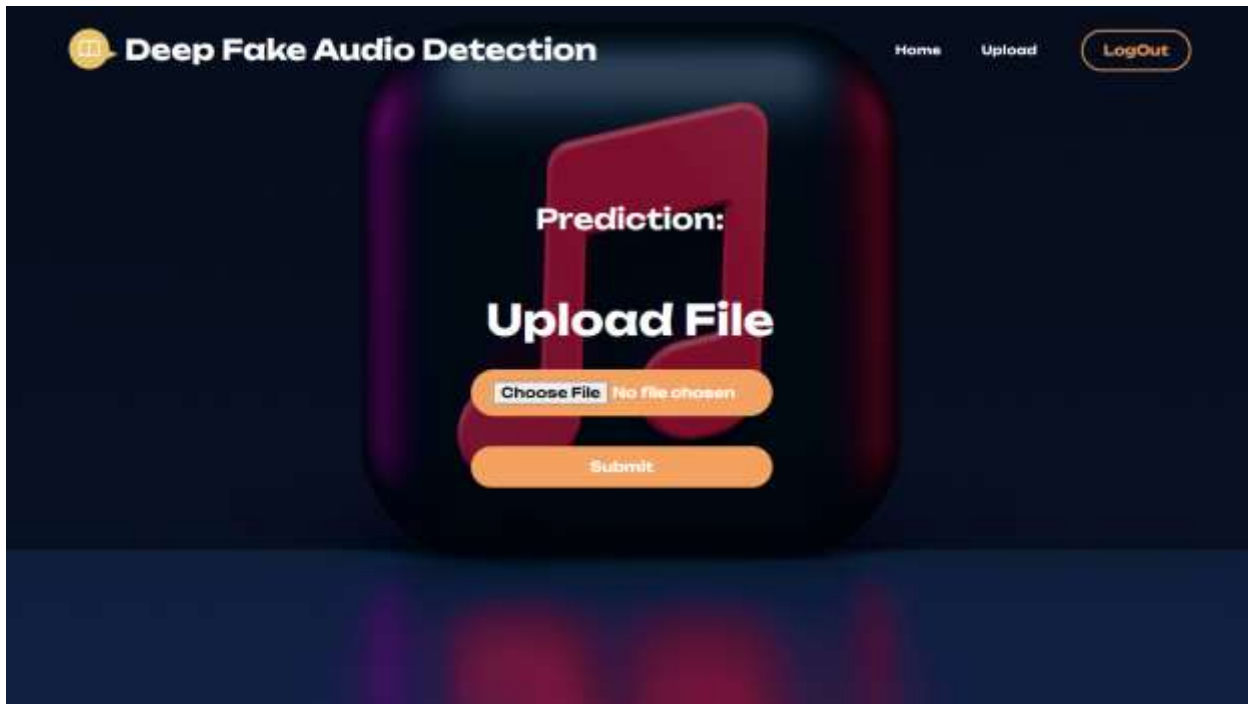 Deep Fake Audio Detection
Home Upload LogOut
Prediction:
Upload File
Choose File No file chosen
Submit